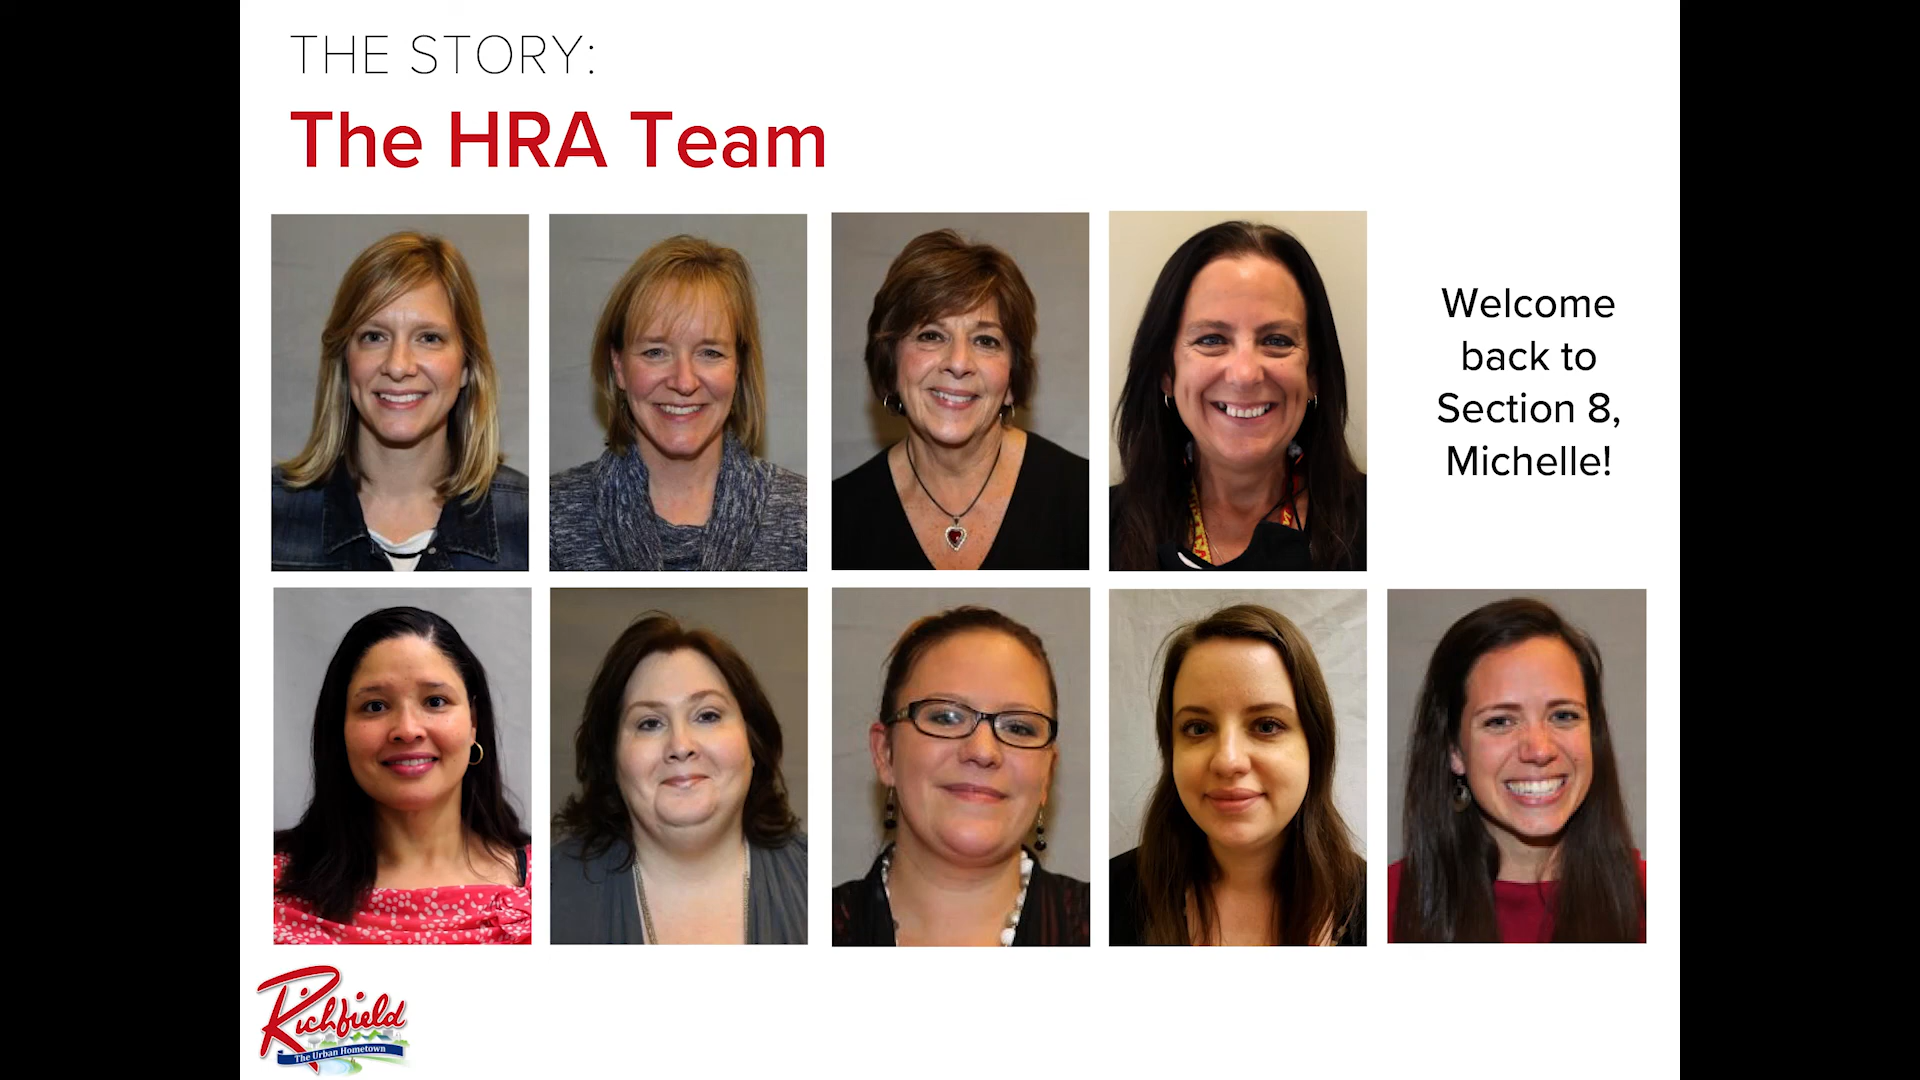 THE STORY:
The HRA Team
Welcome
back to
Section 8,
Michelle!
Richfield
The Urban Hometown